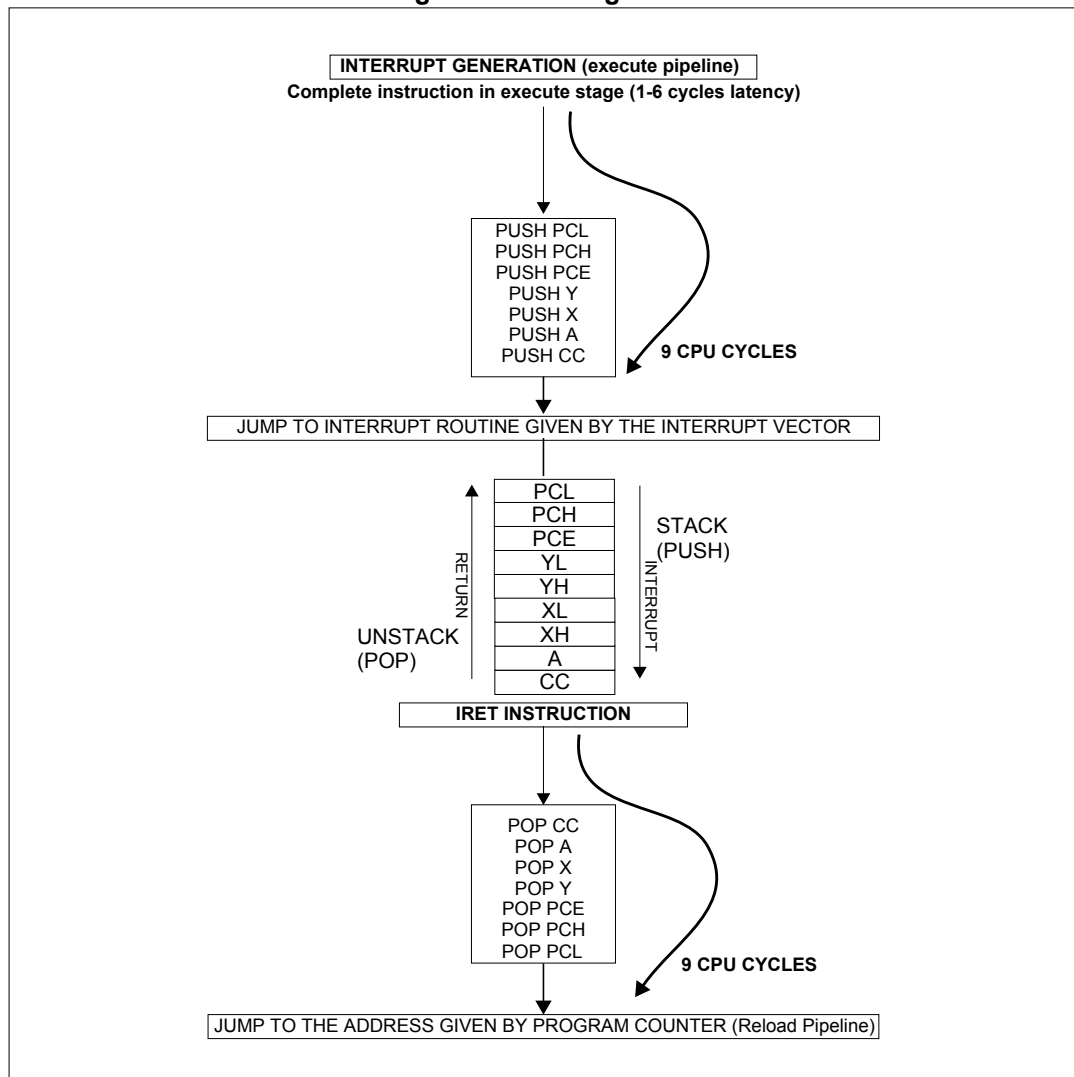 INTERRUPT GENERATION (execute pipeline)
Complete instruction in execute stage (1-6 cycles latency)
PUSH PCL
PUSH PCH
PUSH PCE
PUSH Y
PUSH X
PUSH A
PUSH CC
9 CPU CYCLES
JUMP TO INTERRUPT ROUTINE GIVEN BY THE INTERRUPT VECTOR
PCL
PCH
PCE
YL
YH
XL
XH
A
CC
STACK
(PUSH)
INTERRUPT
RETURN
UNSTACK
(POP)
IRET INSTRUCTION
POP CC
POP A
POP X
POP Y
POP PCE
POP PCH
POP PCL
9 CPU CYCLES
JUMP TO THE ADDRESS GIVEN BY PROGRAM COUNTER (Reload Pipeline)